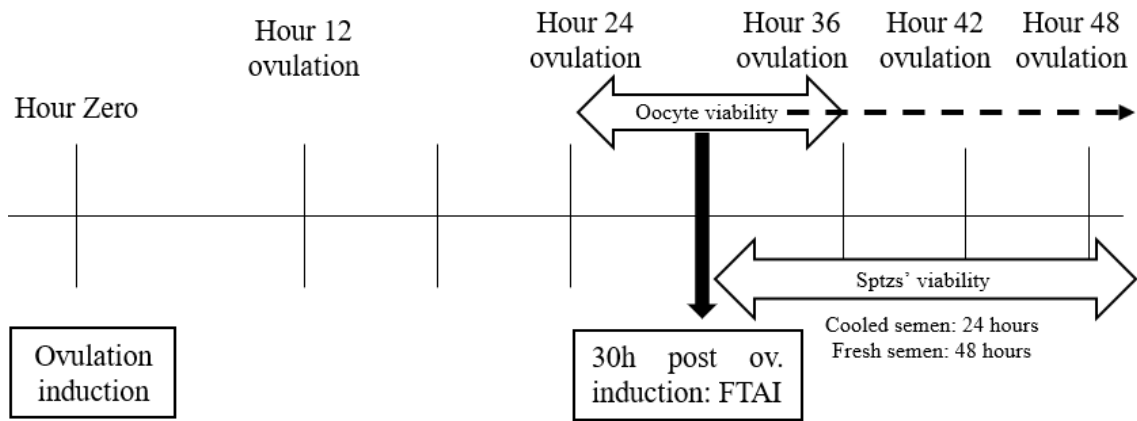 Hour Zero
Hour 12
ovulation
Hour 24
ovulation
Hour 36
ovulation
Hour 42
ovulation
Hour 48
ovulation
Oocyte viability
Sptzs’ viability
Cooled semen: 24 hours
Fresh semen: 48 hours
Ovulation
induction
30h post ov.
induction: FTAI